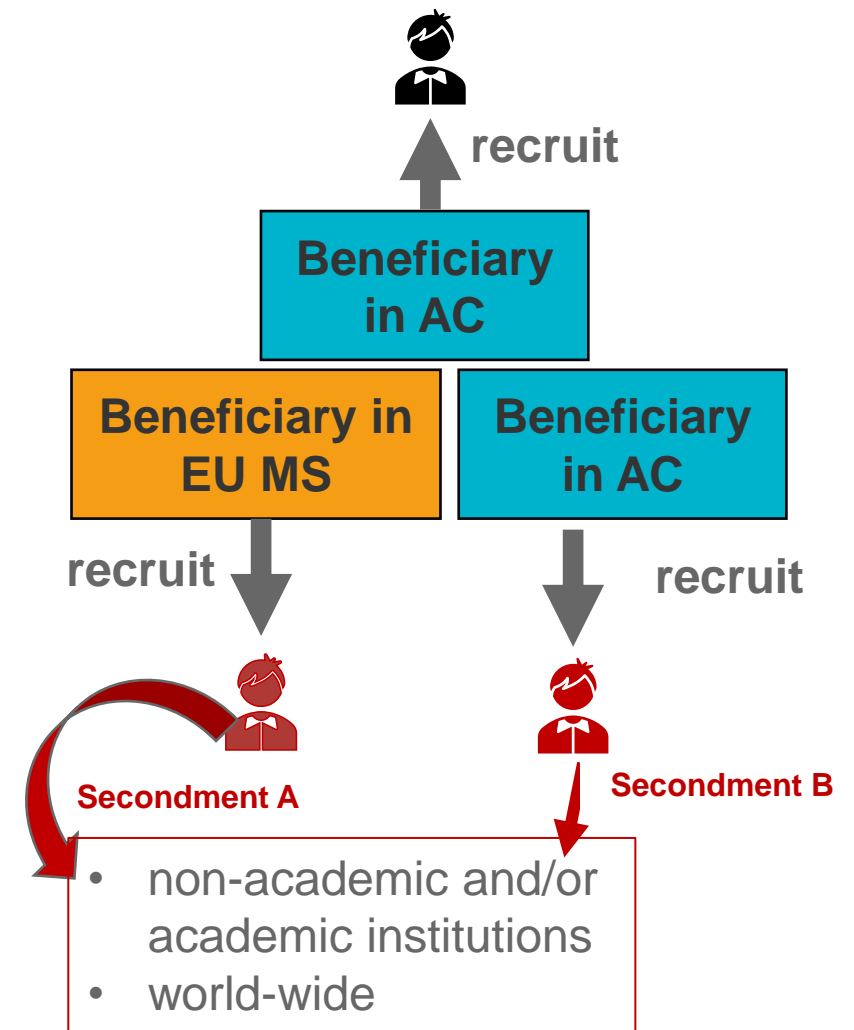 recruit
Beneficiary
in AC
Beneficiary in
EU MS
Beneficiary
in AC
recruit
recruit
Secondment A
Secondment B
• non-academic and/or
academic institutions
• world-wide